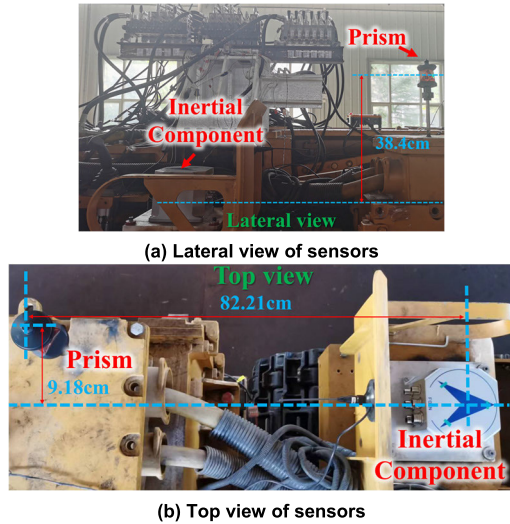 Prism
Inertial
Component
38.4cm
Lateral view
(a) Lateral view of sensors
Top view
82.21cm
Prism
9.18cm
Inertial
Component
(b) Top view of sensors